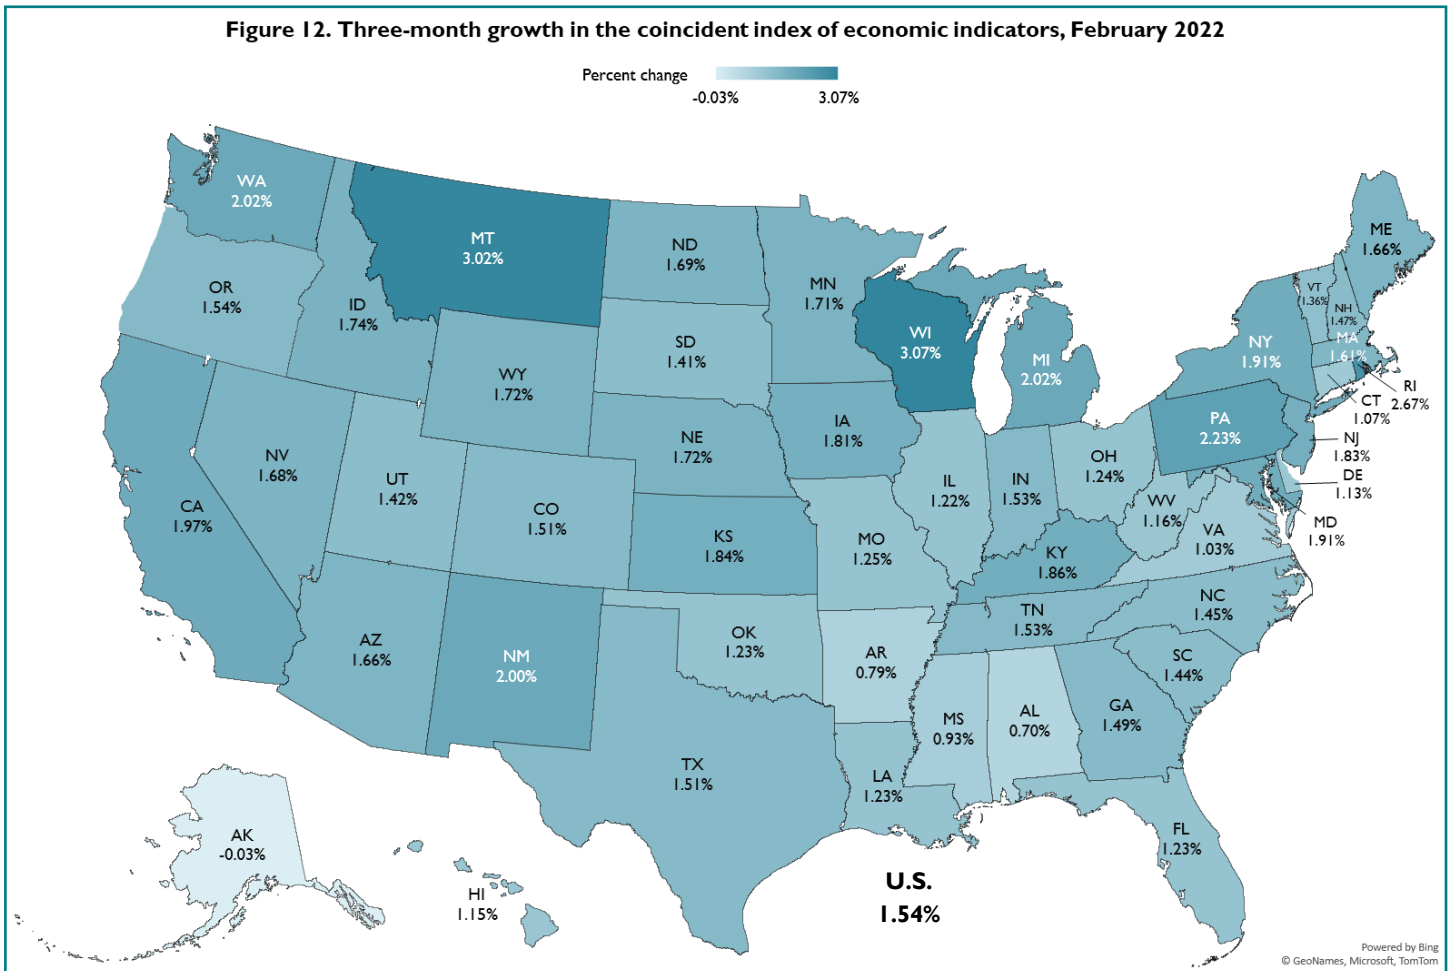 Figure 12. Three-month growth in the coincident index of economic indicators, February 2022
Percent change
-0.03%
3.07%
WA
2.02%
MT
3.02%
ND
1.69%
MN
1.71%
ME
1.66%
OR
1.54%
ID
1.74%
VT
1.36%
NH
1.47%
SD
1.41%
WI
3.07%
MI
2.02%
NY
1.91%
MA
1.61%
WY
1.72%
RI
2.67%
CT
1.07%
IA
1.81%
PA
2.23%
NE
1.72%
NJ
1.83%
NV
1.68%
UT
1.42%
IL
1.22%
IN
1.53%
OH
1.24%
DE
1.13%
CA
1.97%
CO
1.51%
WV
1.16%
MD
1.91%
KS
1.84%
MO
1.25%
KY
1.86%
VA
1.03%
AZ
1.66%
NM
2.00%
OK
1.23%
AR
0.79%
TN
1.53%
NC
1.45%
SC
1.44%
MS
0.93%
AL
0.70%
GA
1.49%
TX
1.51%
LA
1.23%
AK
-0.03%
FL
1.23%
HI
1.15%
U.S.
1.54%
Powered by Bing
© GeoNames, Microsoft, TomTom